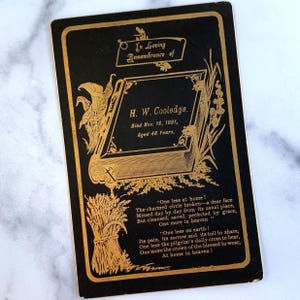 In Loving
Remembrance of
H. W. Cooledge,
Died Nov. 18, 1891,
Aged 48 Years.
"One less at home!
The charmed circle broken—a dear face
Missed day by day from its usual place,
But cleansed, saved, perfected by grace,
One more in heaven!"
"One less on earth!
Its pain, its sorrow and its toil to share,
One less the pilgrim's daily cross to bear,
One more the crown of the blessed to wear,
At home in heaven!